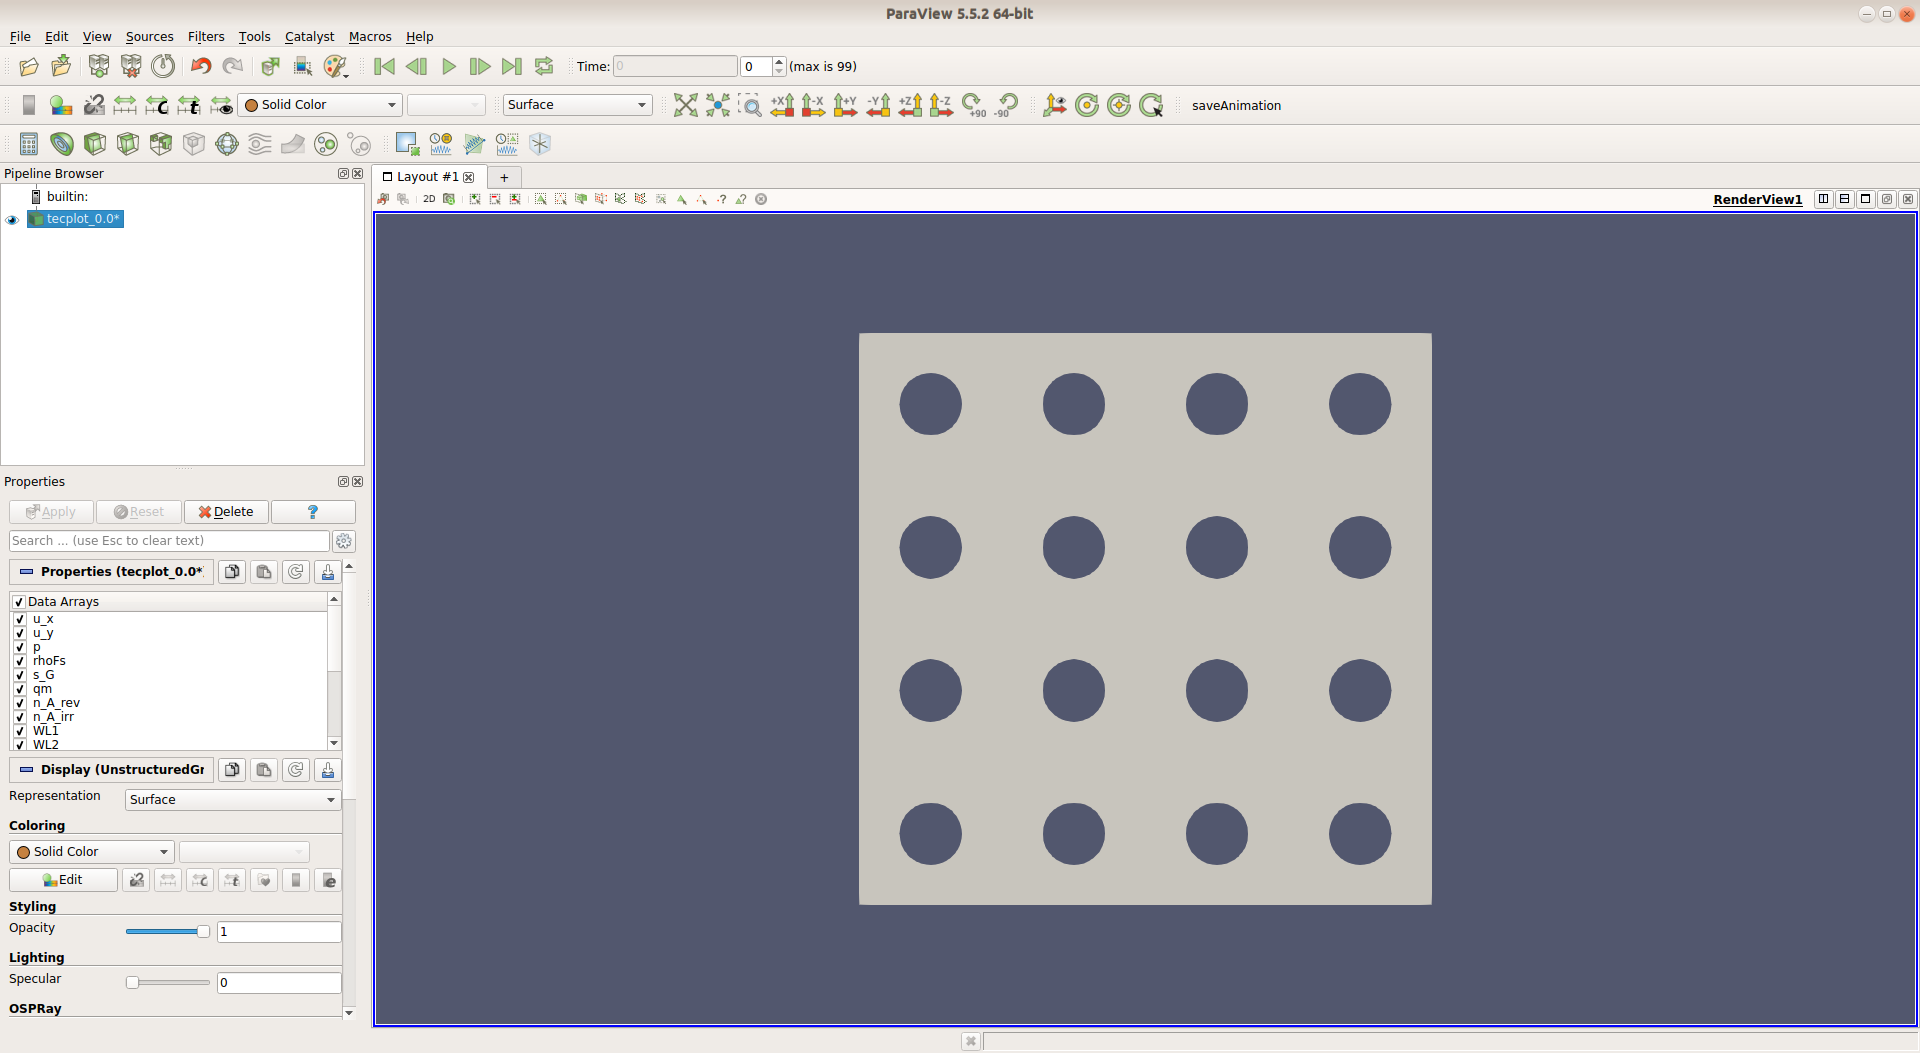 ParaView 5.5.2 64-bit
File Edit View Sources Filters Tools Catalyst Macros Help
Time: 0 0 (max is 99)
Solid Color Surface +X -X +Y -Y +Z -Z +90 -90 saveAnimation
Pipeline Browser
Layout #1 +
builtin:
2D RenderView1
tecplot_0.0*
Properties
Apply Reset Delete ?
Search ... (use Esc to clear text)
Properties (tecplot_0.0*
Data Arrays
u_x
u_y
p
rhoFs
s_G
qm
n_A_rev
n_A_irr
WL1
WL2
Display (UnstructuredGr
Representation Surface
Coloring
Solid Color
Edit
Styling
Opacity 1
Lighting
Specular 0
OSPRay